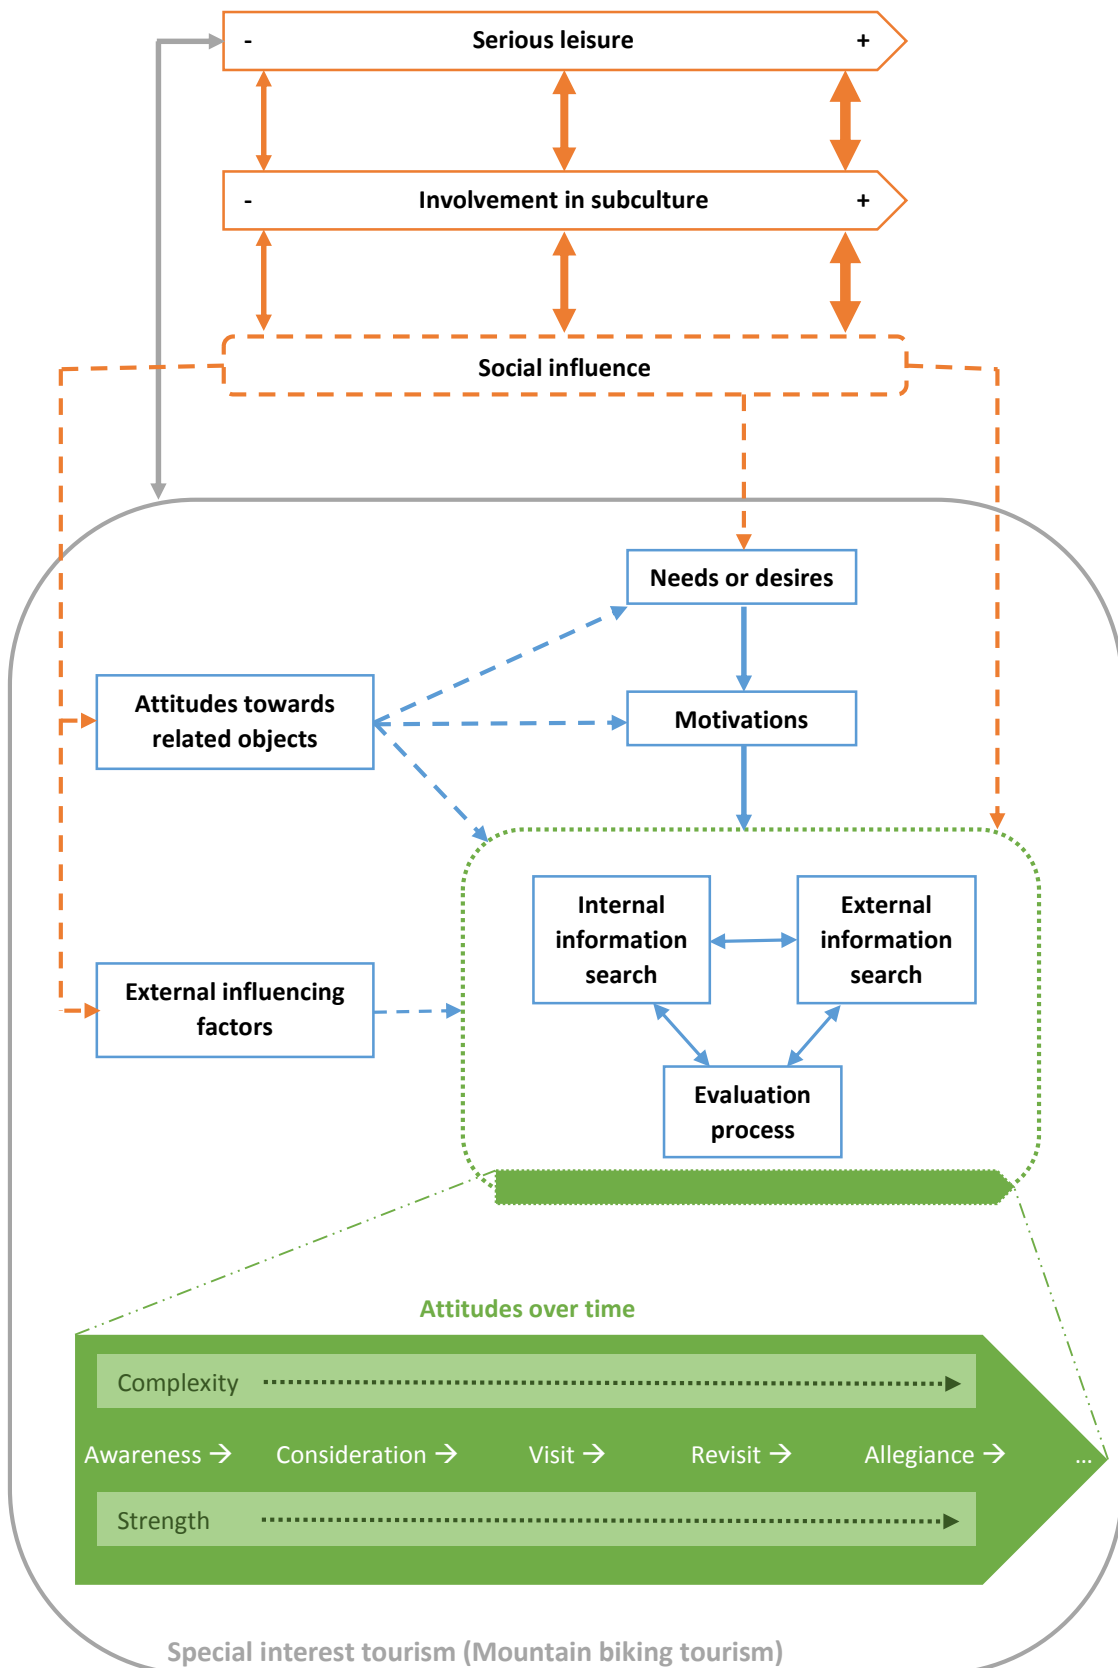 - Serious leisure +
- Involvement in subculture +
Social influence
Needs or desires
Attitudes towards
related objects
Motivations
Internal
information
search
External
information
search
External influencing
factors
Evaluation
process
Attitudes over time
Complexity
Awareness → Consideration → Visit → Revisit → Allegiance → ...
Strength
Special interest tourism (Mountain biking tourism)